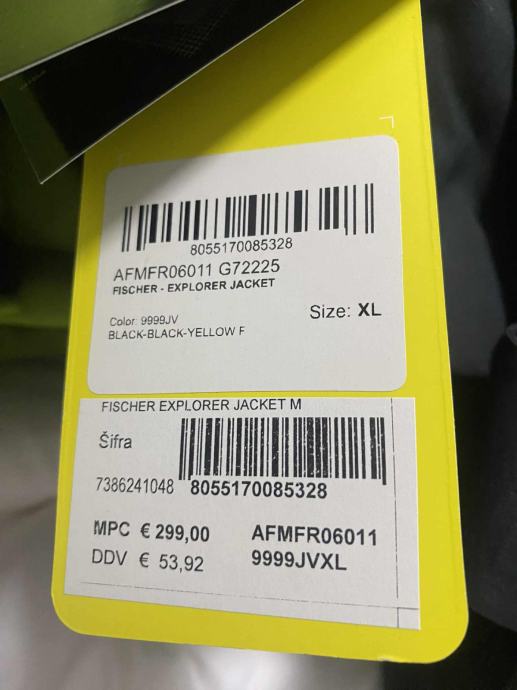 8055170085328
AFMFR06011 G72225
FISCHER - EXPLORER JACKET
Color: 9999JV
Size: XL
BLACK-BLACK-YELLOW F
FISCHER EXPLORER JACKET M
Šifra
7386241048 8055170085328
MPC € 299,00 AFMFR06011
DDV € 53,92 9999JVXL